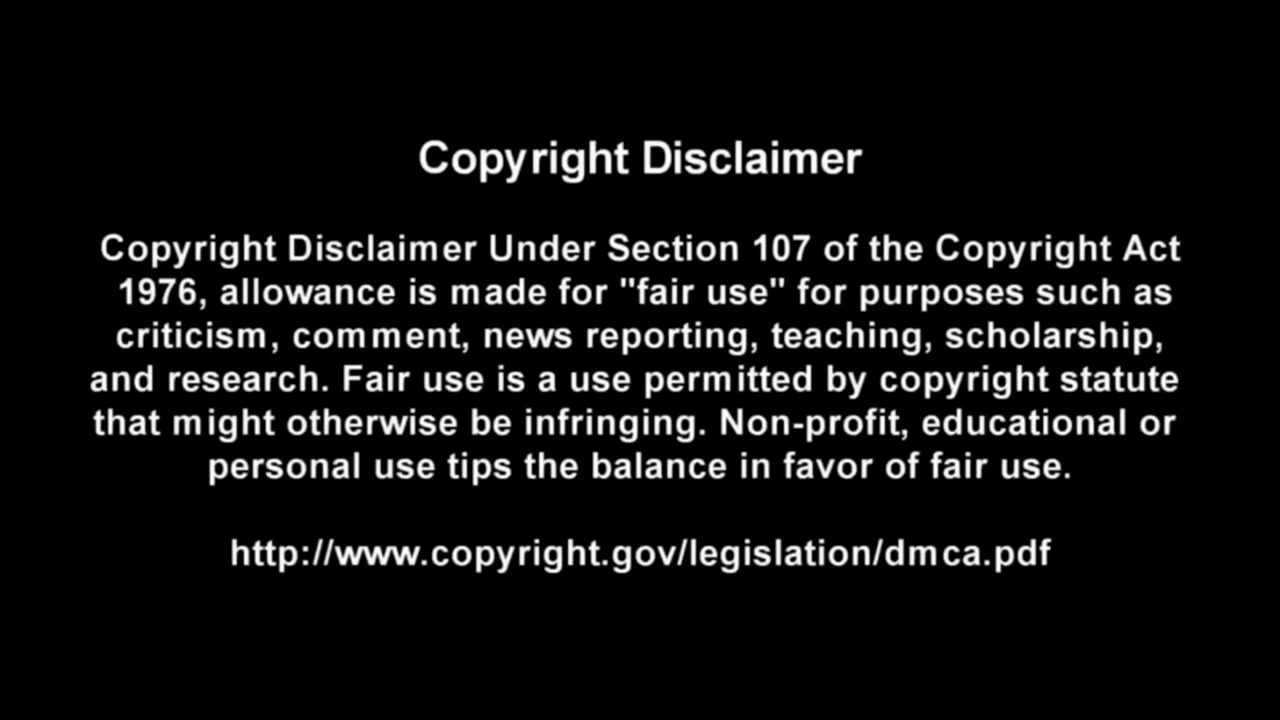 Copyright Disclaimer
Copyright Disclaimer Under Section 107 of the Copyright Act
1976, allowance is made for "fair use" for purposes such as
criticism, comment, news reporting, teaching, scholarship,
and research. Fair use is a use permitted by copyright statute
that might otherwise be infringing. Non-profit, educational or
personal use tips the balance in favor of fair use.
http://www.copyright.gov/legislation/dmca.pdf